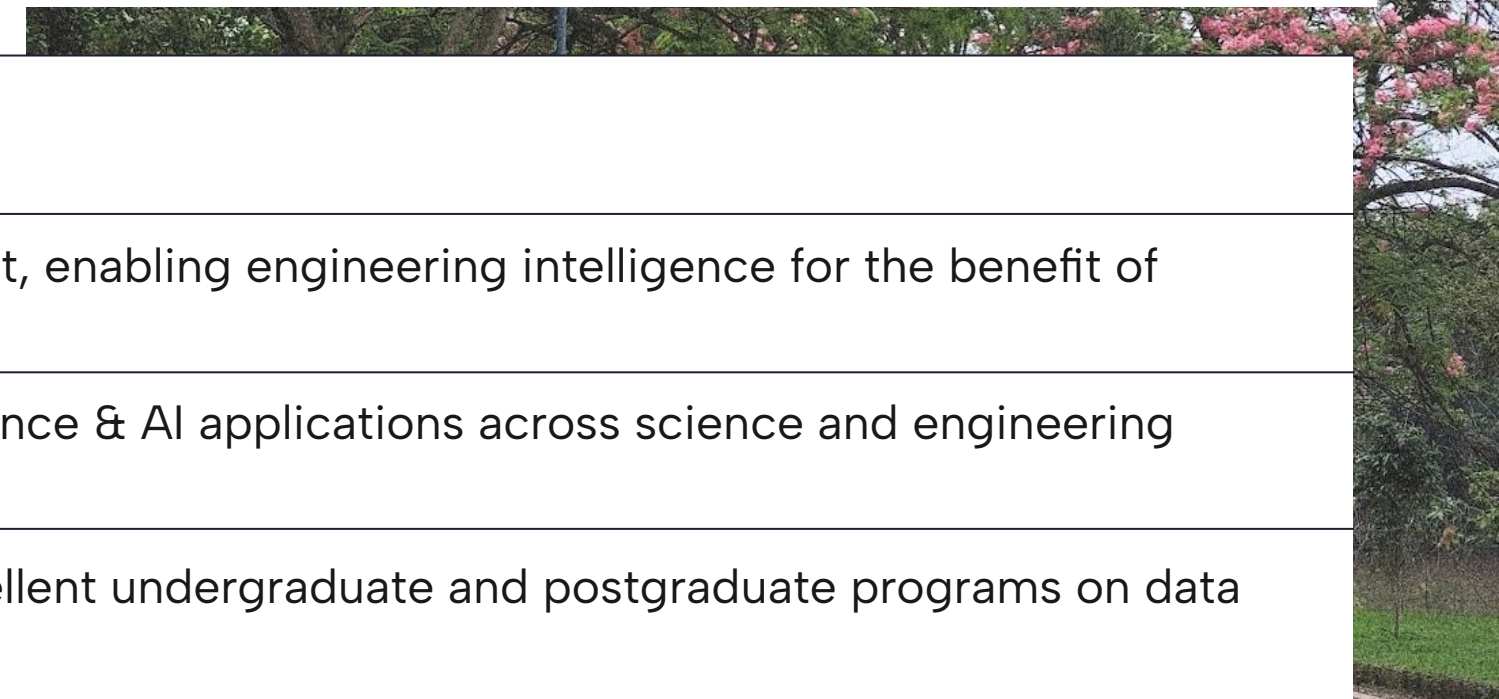 t, enabling engineering intelligence for the benefit of
nce & AI applications across science and engineering
ellent undergraduate and postgraduate programs on data